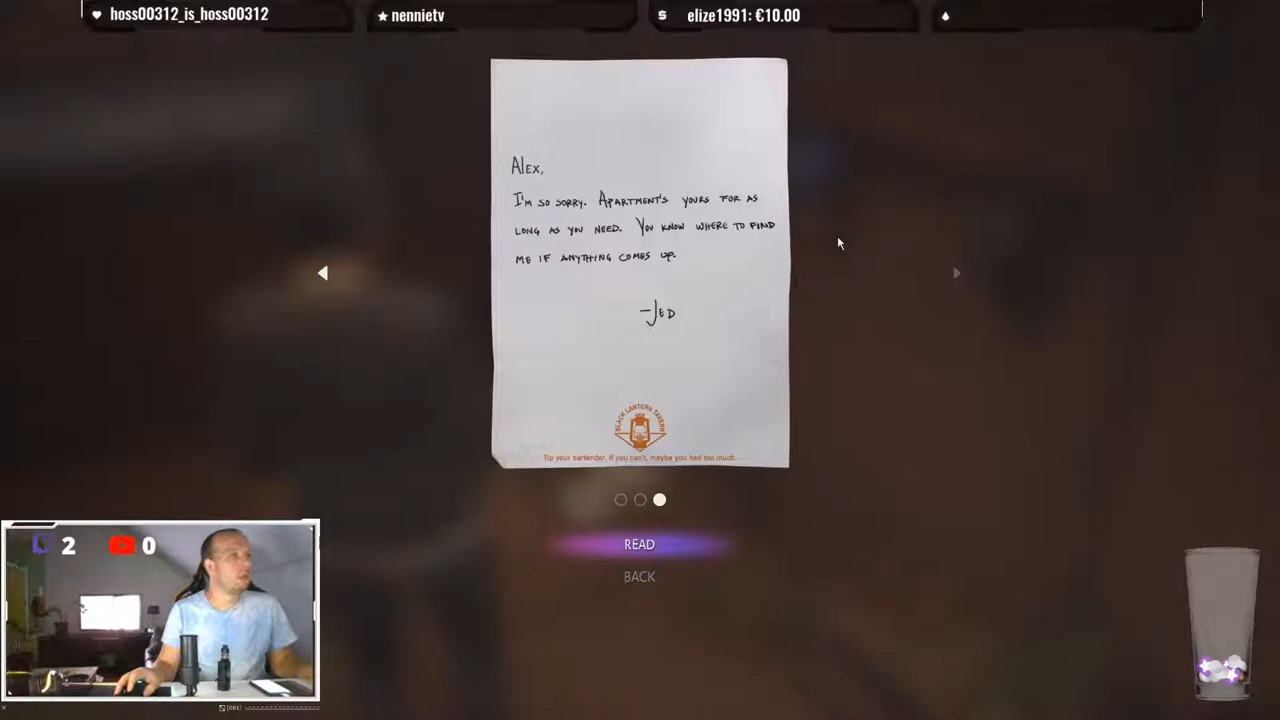 hoss00312_is_hoss00312
nennietv
elize1991: €10.00
Alex,
I'm so sorry. Apartment's yours for as
long as you need. You know where to find
me if anything comes up.
-Jed
BLACK LANTERN TAVERN
Tip your bartender. If you can't, maybe you had too much.
READ
BACK
2
0